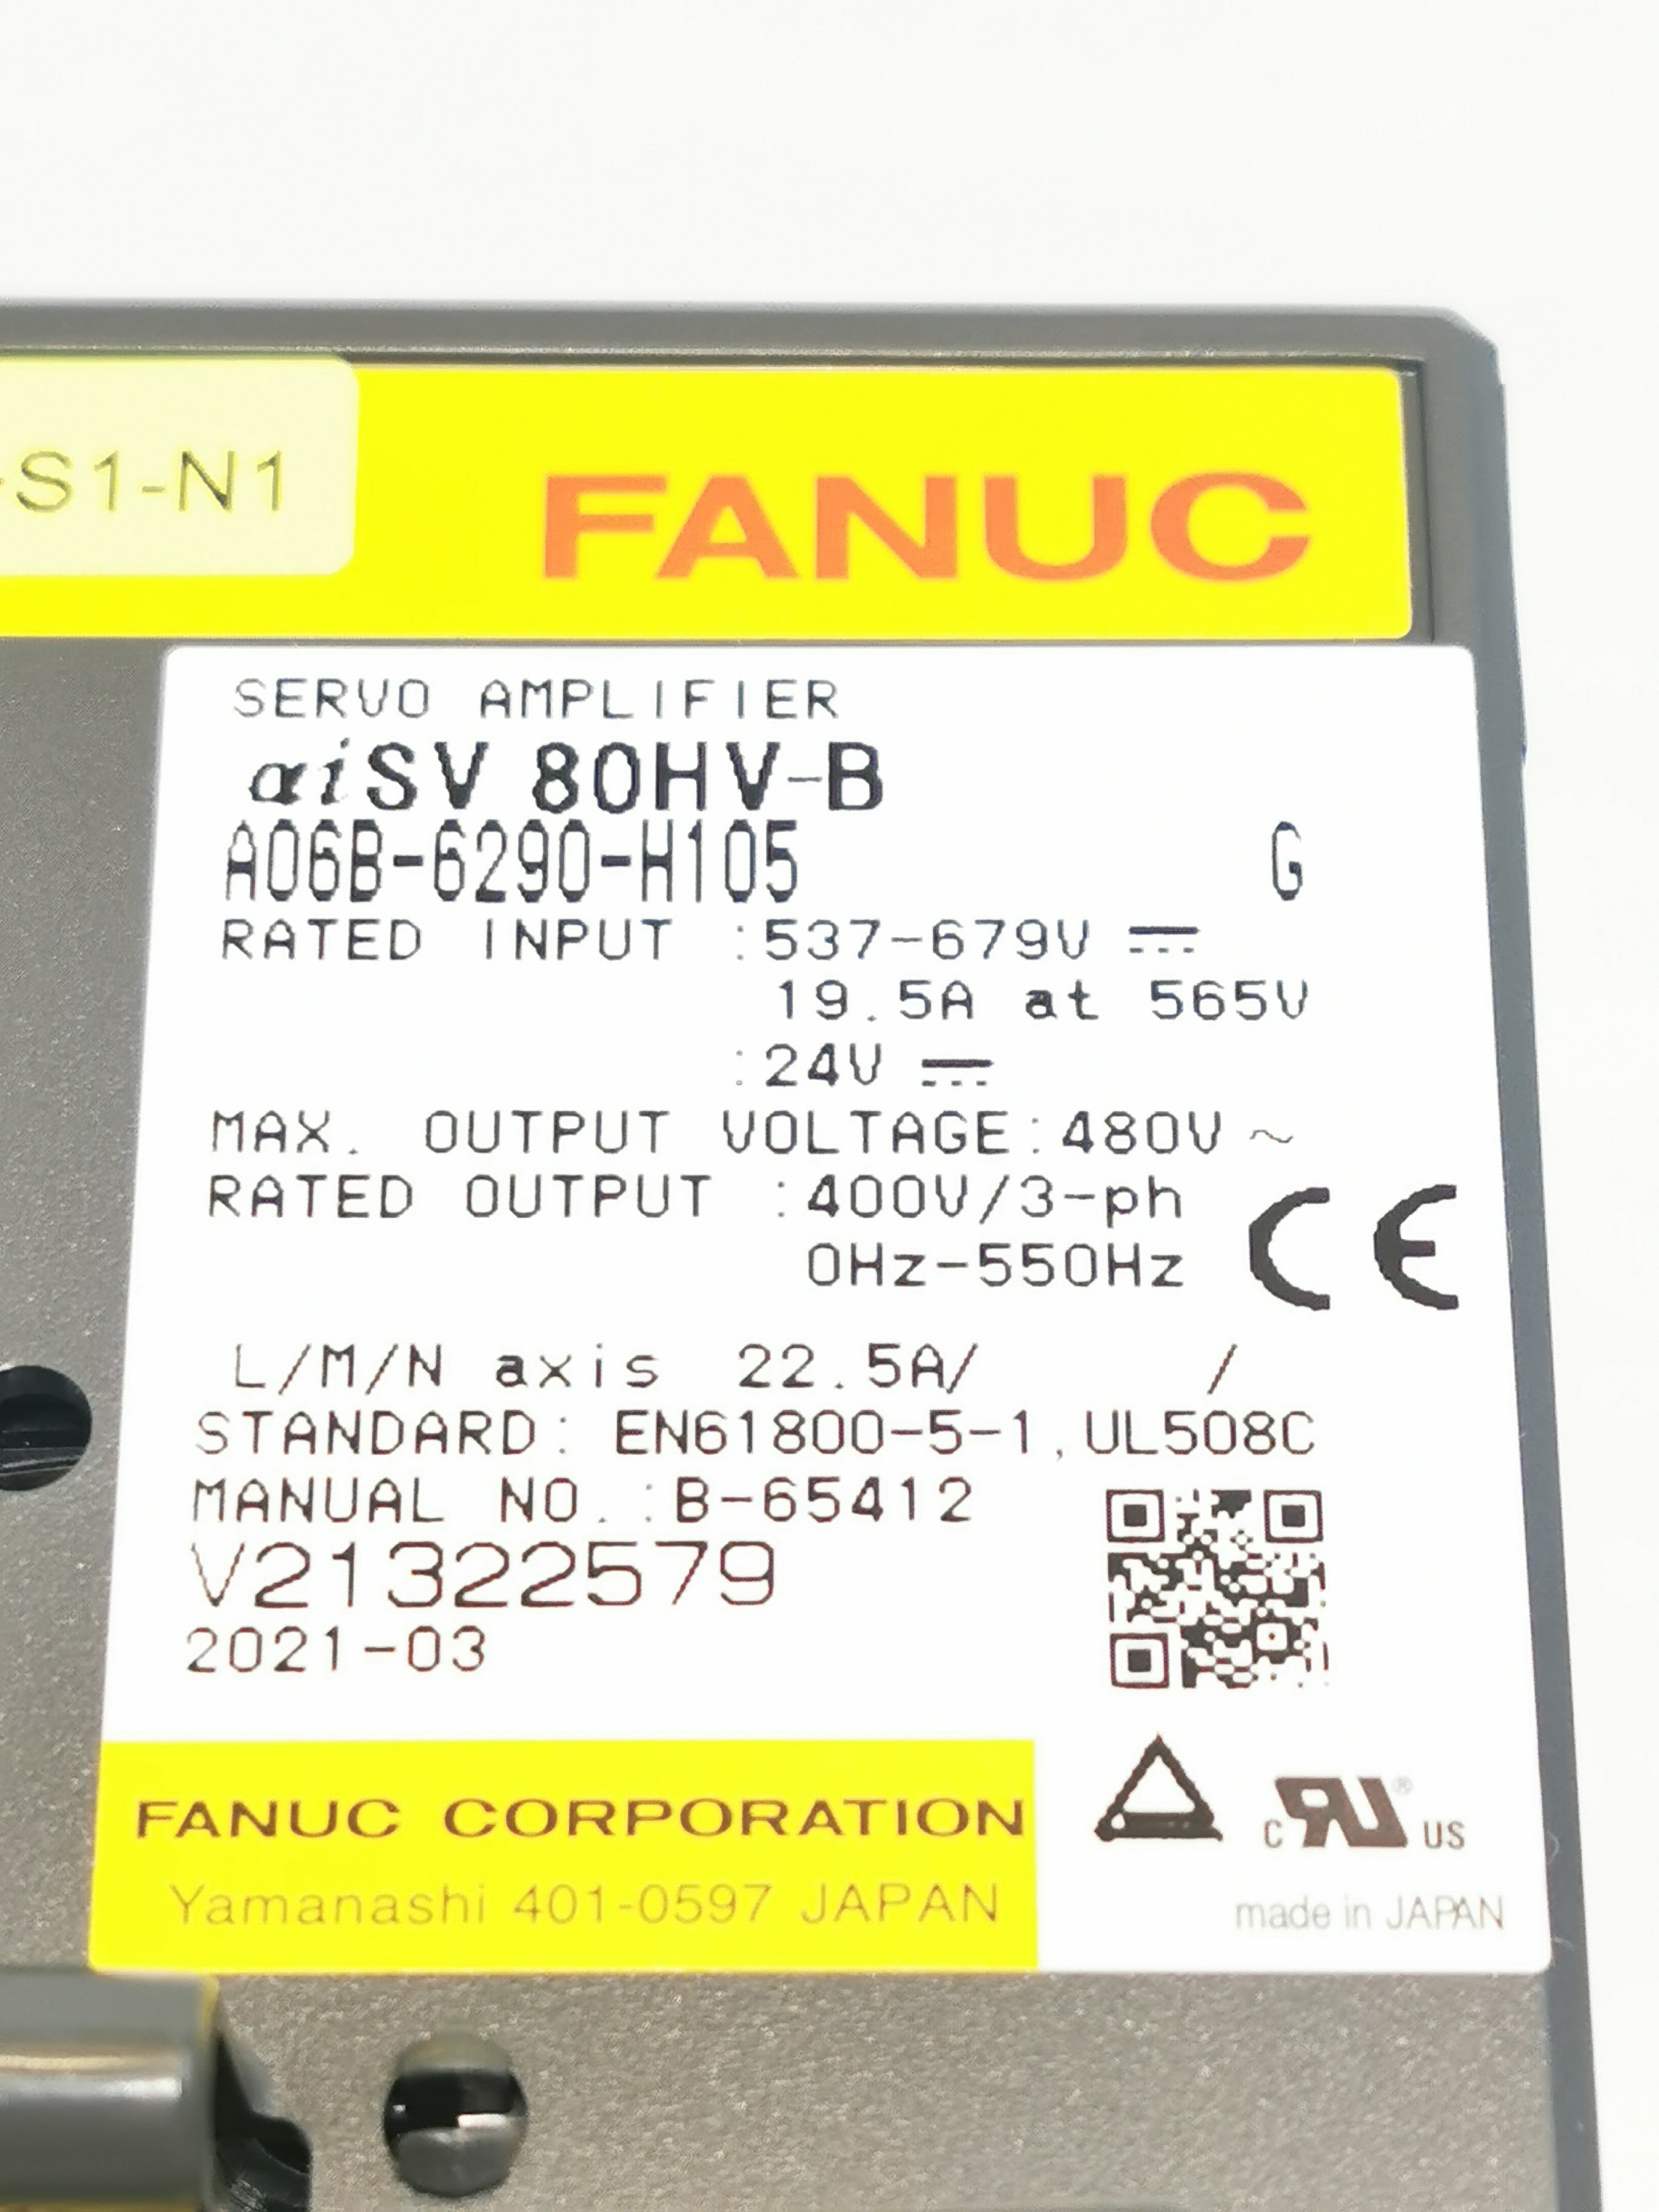 -S1-N1
FANUC
SERVO AMPLIFIER
αiSV 80HV-B
A06B-6290-H105 G
RATED INPUT :537-679V ⎓
19.5A at 565V
:24V ⎓
MAX. OUTPUT VOLTAGE:480V ~
RATED OUTPUT :400V/3-ph
0Hz-550Hz
CE
L/M/N axis 22.5A/ /
STANDARD: EN61800-5-1,UL508C
MANUAL NO. :B-65412
V21322579
2021-03
FANUC CORPORATION
Yamanashi 401-0597 JAPAN
c RU ® US
made in JAPAN